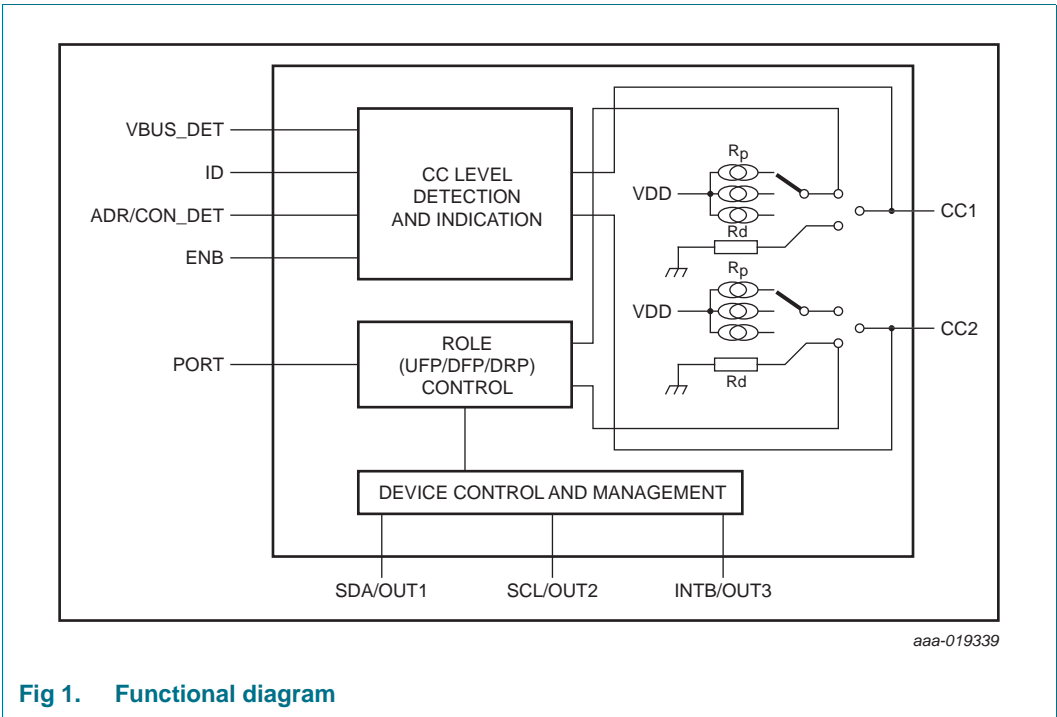 VBUS_DET
ID
ADR/CON_DET
ENB
CC LEVEL
DETECTION
AND INDICATION
PORT
ROLE
(UFP/DFP/DRP)
CONTROL
DEVICE CONTROL AND MANAGEMENT
SDA/OUT1
SCL/OUT2
INTB/OUT3
Rp
VDD
Rd
CC1
Rp
VDD
Rd
CC2
aaa-019339
Fig 1. Functional diagram